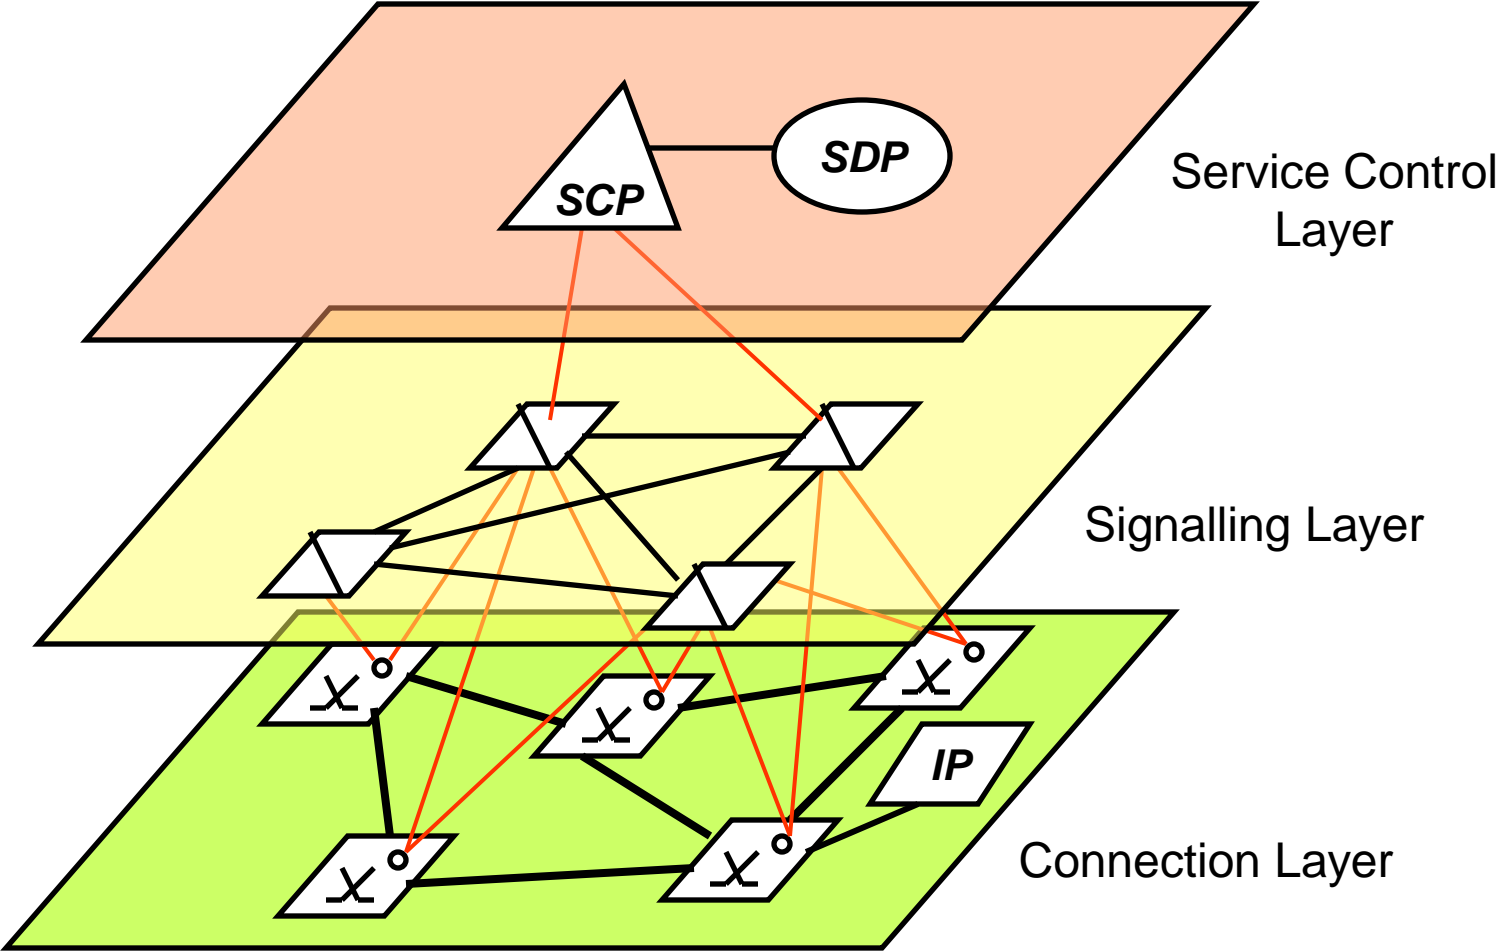 SCP
SDP
Service Control
Layer
Signalling Layer
IP
Connection Layer